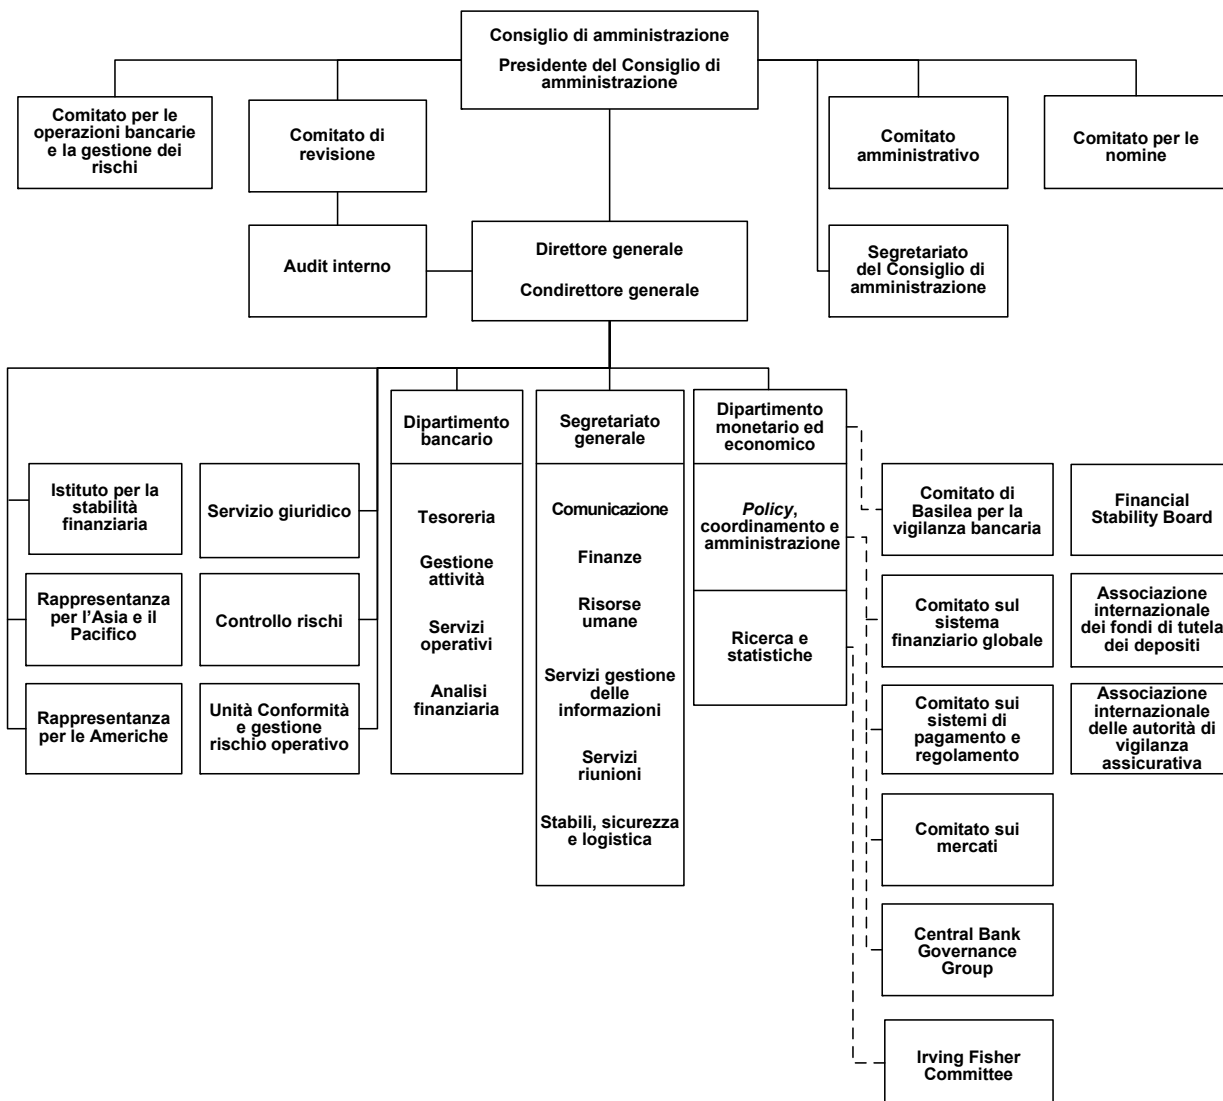 Consiglio di amministrazione
Presidente del Consiglio di
amministrazione
Comitato per le
operazioni bancarie
e la gestione dei
rischi
Comitato di
revisione
Comitato
amministrativo
Comitato per le
nomine
Audit interno
Direttore generale
Condirettore generale
Segretariato
del Consiglio di
amministrazione
Dipartimento
bancario
Segretariato
generale
Dipartimento
monetario ed
economico
Istituto per la
stabilità
finanziaria
Servizio giuridico
Rappresentanza
per l'Asia e il
Pacifico
Controllo rischi
Rappresentanza
per le Americhe
Unità Conformità
e gestione
rischio operativo
Tesoreria
Gestione
attività
Servizi
operativi
Analisi
finanziaria
Comunicazione
Finanze
Risorse
umane
Servizi gestione
delle
informazioni
Servizi
riunioni
Stabili, sicurezza
e logistica
Policy,
coordinamento e
amministrazione
Ricerca e
statistiche
Comitato di
Basilea per la
vigilanza bancaria
Financial
Stability Board
Comitato sul
sistema
finanziario globale
Associazione
internazionale
dei fondi di tutela
dei depositi
Comitato sui
sistemi di
pagamento e
regolamento
Associazione
internazionale
delle autorità di
vigilanza
assicurativa
Comitato sui
mercati
Central Bank
Governance
Group
Irving Fisher
Committee